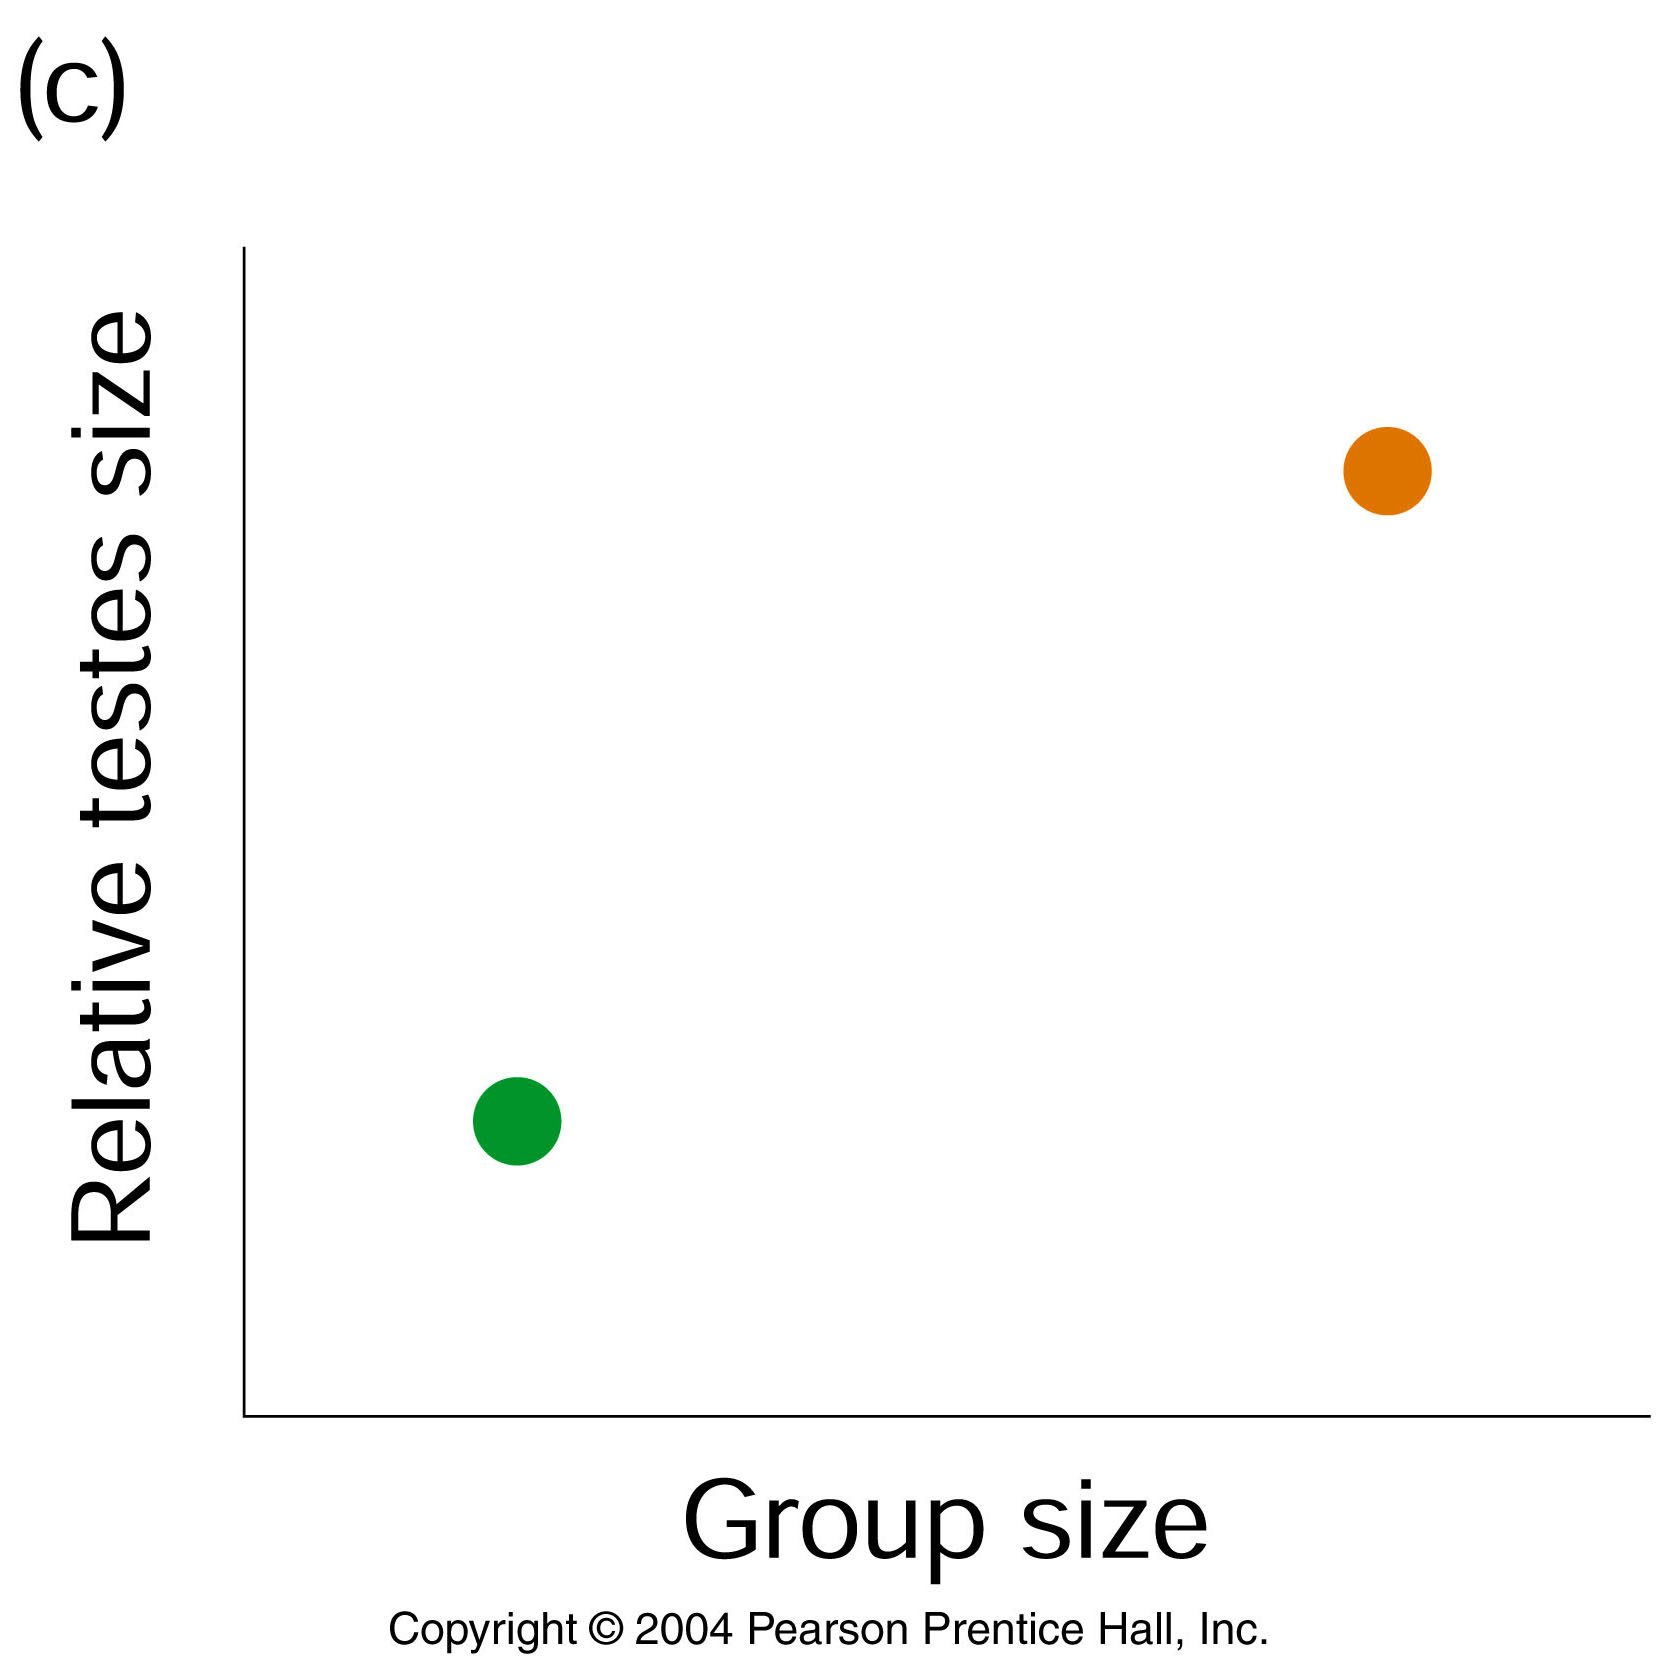 (c)
Relative testes size
Group size
Copyright © 2004 Pearson Prentice Hall, Inc.